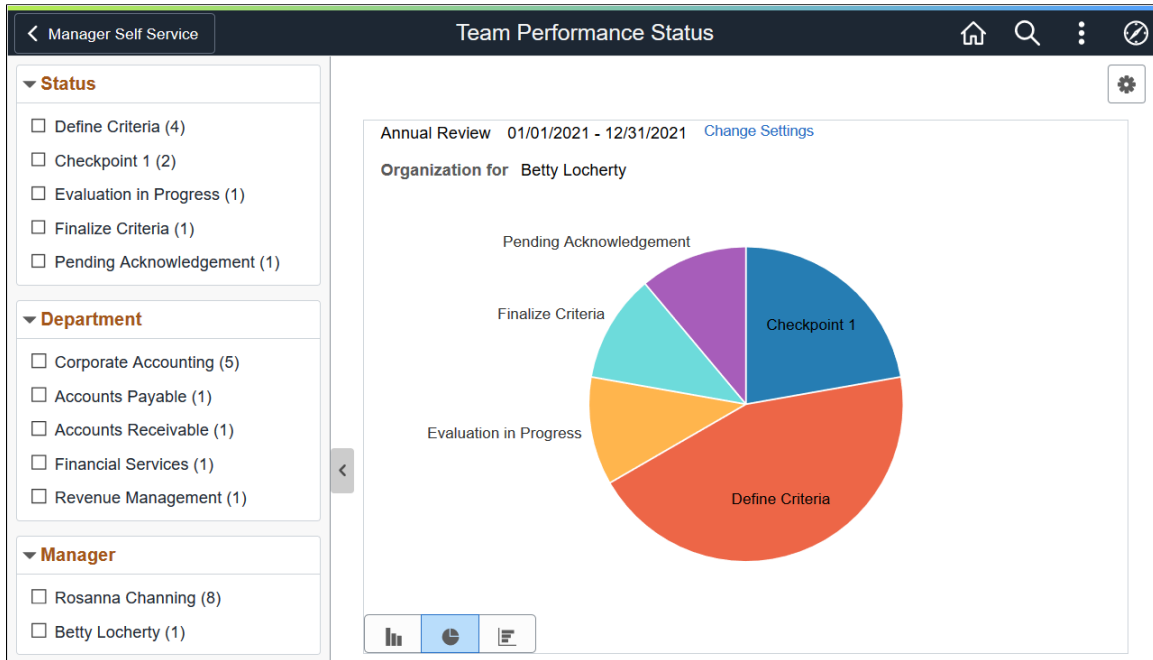 Manager Self Service
Team Performance Status
Status
Define Criteria (4)
Checkpoint 1 (2)
Evaluation in Progress (1)
Finalize Criteria (1)
Pending Acknowledgement (1)
Department
Corporate Accounting (5)
Accounts Payable (1)
Accounts Receivable (1)
Financial Services (1)
Revenue Management (1)
Manager
Rosanna Channing (8)
Betty Locherty (1)
Annual Review 01/01/2021 - 12/31/2021 Change Settings
Organization for Betty Locherty
Pending Acknowledgement
Finalize Criteria
Checkpoint 1
Evaluation in Progress
Define Criteria